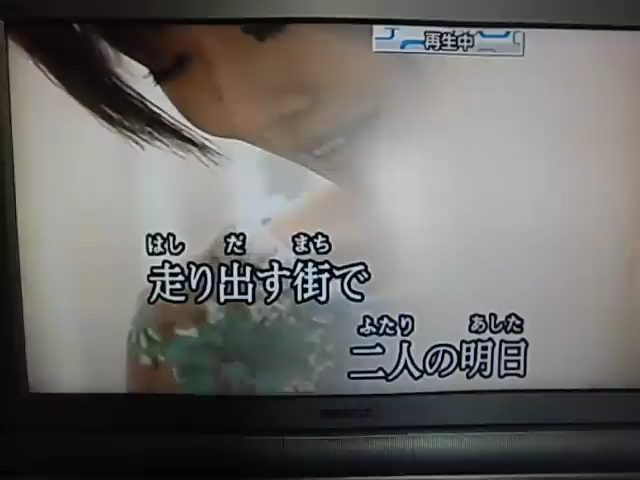 再生中
はし だ まち
走り出す街で
ふたり あした
二人の明日